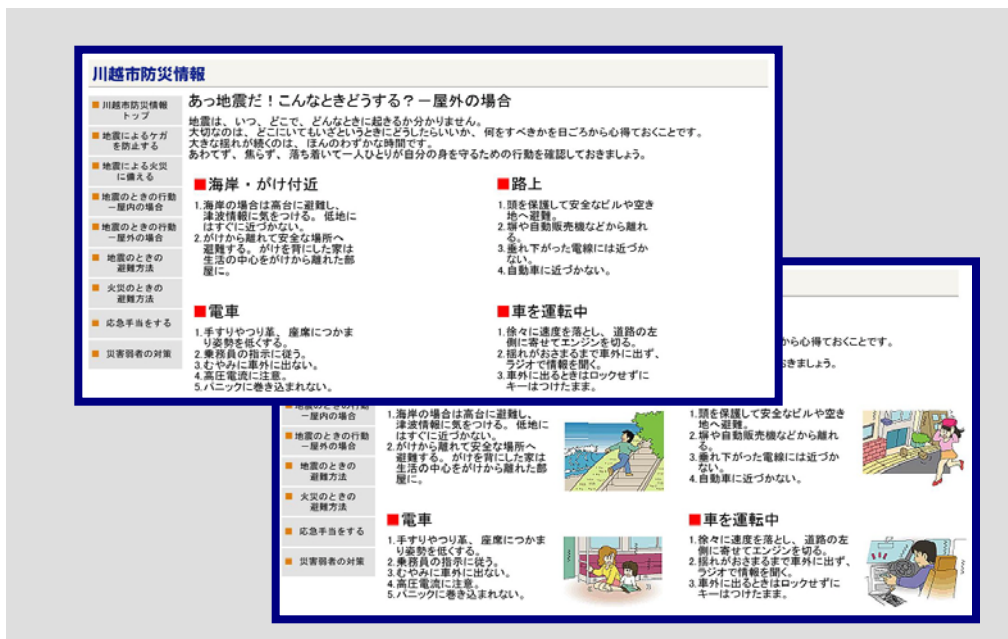 川越市防災情報
川越市防災情報
トップ
地震によるケガ
を防止する
地震による火災
に備える
地震のときの行動
－屋内の場合
地震のときの行動
－屋外の場合
地震のときの
避難方法
火災のときの
避難方法
応急手当をする
災害弱者の対策
あっ地震だ！こんなときどうする？－屋外の場合
地震は、いつ、どこで、どんなときに起きるか分かりません。
大切なのは、どこにいてもいざというときにどうしたらいいか、何をすべきかを日ごろから心得ておくことです。
大きな揺れが続くのは、ほんのわずかな時間です。
あわてず、焦らず、落ち着いて一人ひとりが自分の身を守るための行動を確認しておきましょう。
■海岸・がけ付近
1.海岸の場合は高台に避難し、
津波情報に気をつける。低地に
はすぐに近づかない。
2.がけから離れて安全な場所へ
避難する。がけを背にした家は
生活の中心をがけから離れた部
屋に。
■路上
1.頭を保護して安全なビルや空き
地へ避難。
2.塀や自動販売機などから離れ
る。
3.垂れ下がった電線には近づか
ない。
4.自動車に近づかない。
■電車
1.手すりやつり革、座席につかま
り姿勢を低くする。
2.乗務員の指示に従う。
3.むやみに車外に出ない。
4.高圧電流に注意。
5.パニックに巻き込まれない。
■車を運転中
1.徐々に速度を落とし、道路の左
側に寄せてエンジンを切る。
2.揺れがおさまるまで車外に出ず、
ラジオで情報を聞く。
3.車外に出るときはロックせずに
キーはつけたまま。
から心得ておくことです。
おきましょう。
地震のときの行動
－屋内の場合
地震のときの行動
－屋外の場合
地震のときの
避難方法
火災のときの
避難方法
応急手当をする
災害弱者の対策
1.海岸の場合は高台に避難し、
津波情報に気をつける。低地に
はすぐに近づかない。
2.がけから離れて安全な場所へ
避難する。がけを背にした家は
生活の中心をがけから離れた部
屋に。
1.頭を保護して安全なビルや空き
地へ避難。
2.塀や自動販売機などから離れ
る。
3.垂れ下がった電線には近づか
ない。
4.自動車に近づかない。
■電車
1.手すりやつり革、座席につかま
り姿勢を低くする。
2.乗務員の指示に従う。
3.むやみに車外に出ない。
4.高圧電流に注意。
5.パニックに巻き込まれない。
■車を運転中
1.徐々に速度を落とし、道路の左
側に寄せてエンジンを切る。
2.揺れがおさまるまで車外に出ず、
ラジオで情報を聞く。
3.車外に出るときはロックせずに
キーはつけたまま。